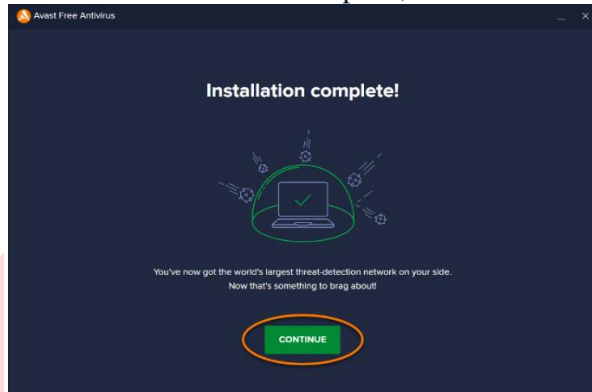 Avast Free Antivirus
Installation complete!
You've now got the world's largest threat-detection network on your side.
Now that's something to brag about!
CONTINUE